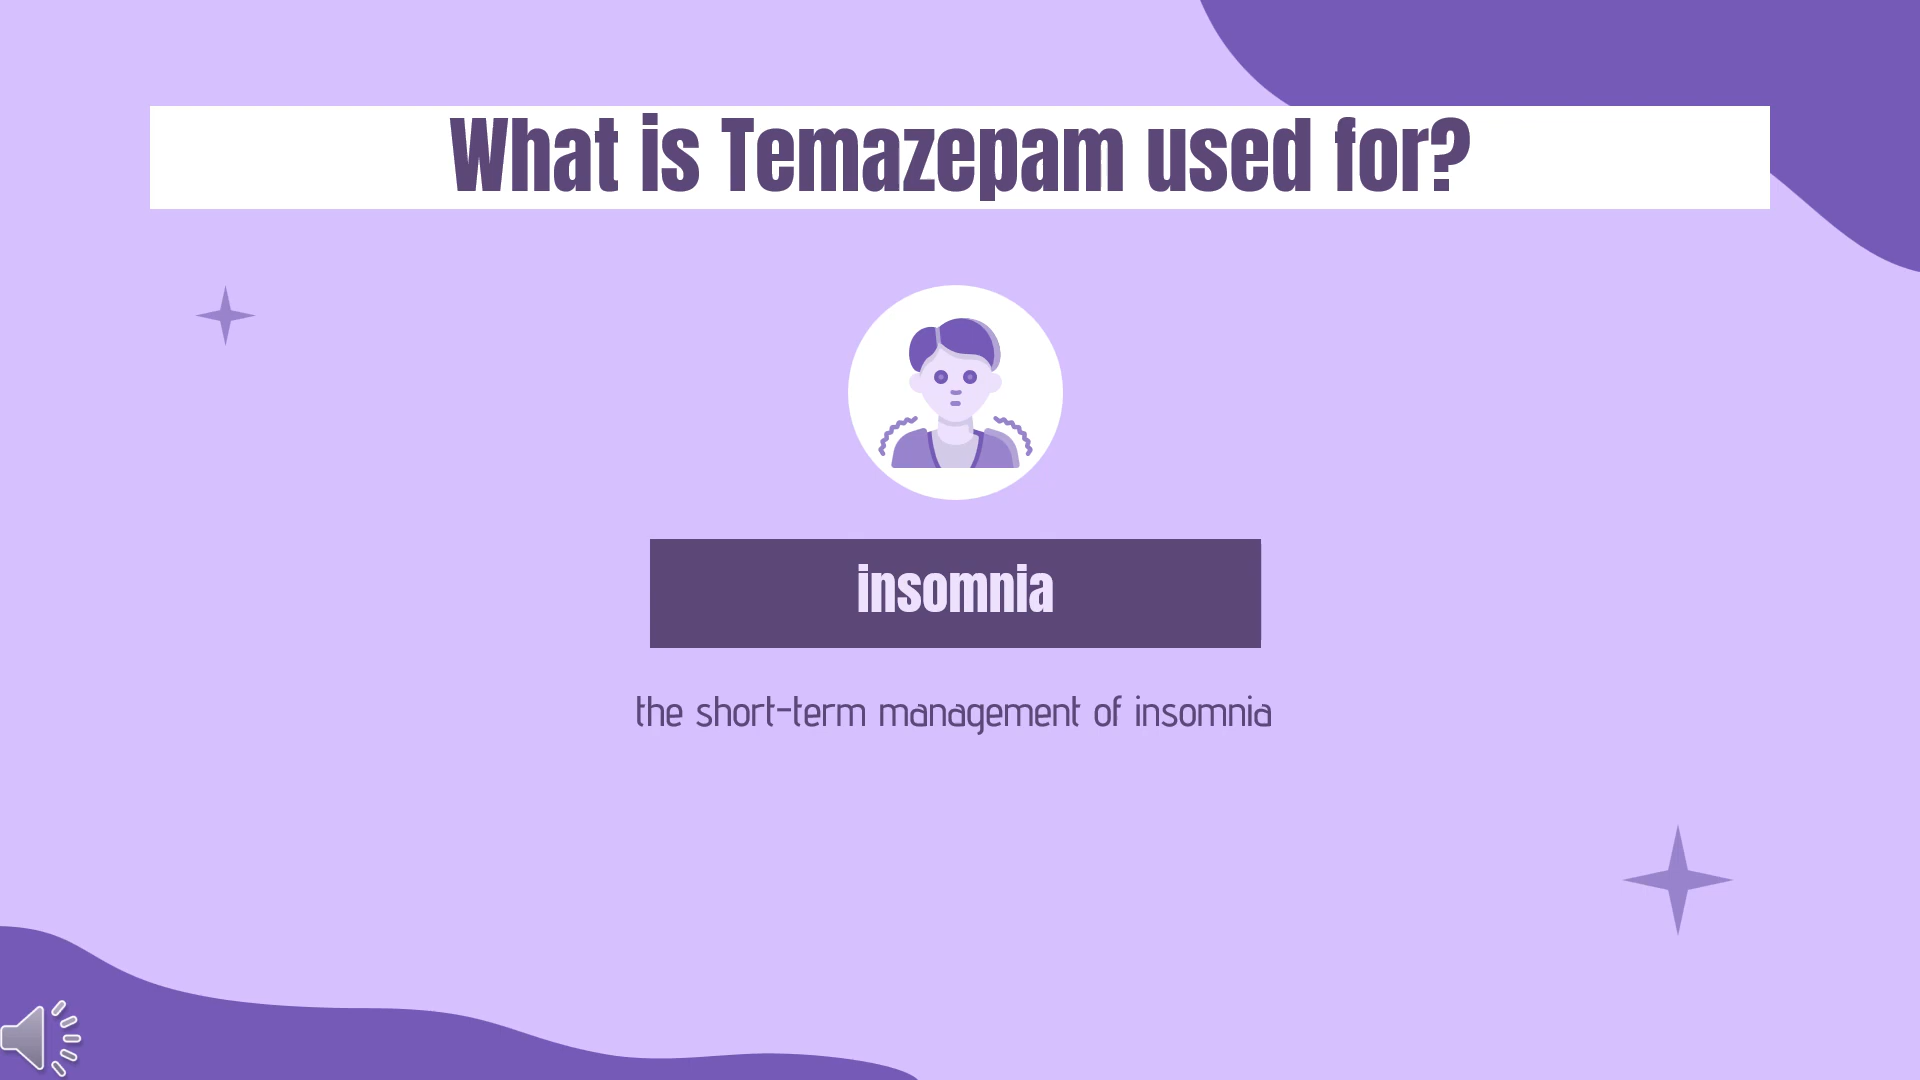 What is Temazepam used for?
insomnia
the short-term management of insomnia